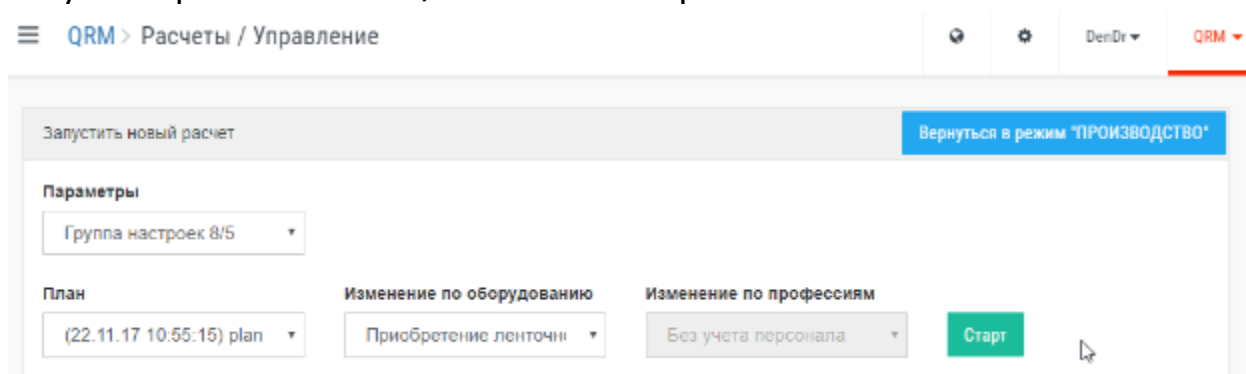 QRM > Расчеты / Управление DenDr QRM
Запустить новый расчет Вернуться в режим "ПРОИЗВОДСТВО"
Параметры
Группа настроек 8/5
План Изменение по оборудованию Изменение по профессиям
(22.11.17 10:55:15) plan Приобретение ленточн Без учета персонала Старт